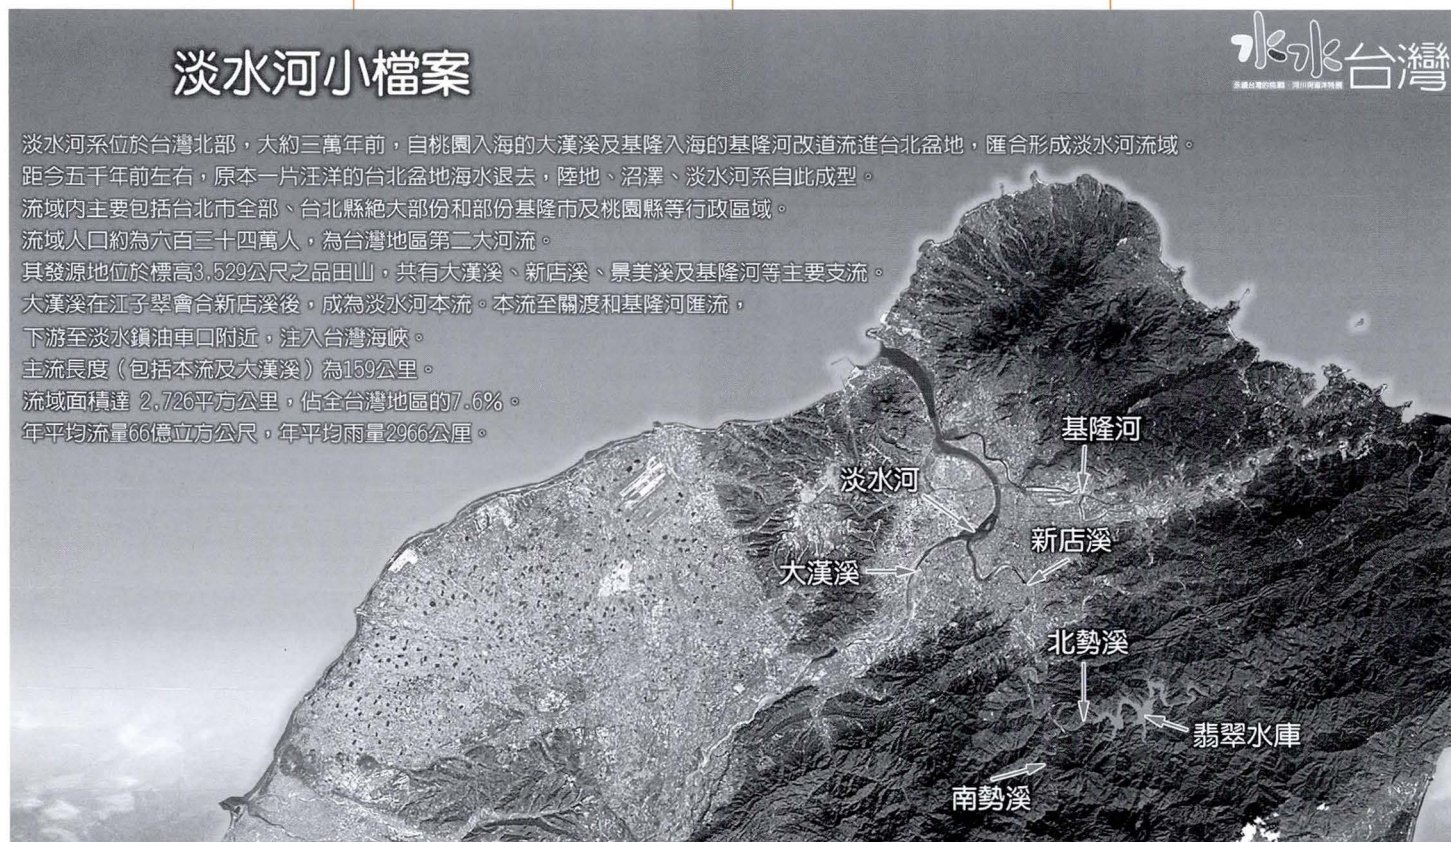 淡水河小檔案
水水台灣
永續台灣的挑戰‧河川與海洋特展
淡水河系位於台灣北部，大約三萬年前，自桃園入海的大漢溪及基隆入海的基隆河改道流進台北盆地，匯合形成淡水河流域。
距今五千年前左右，原本一片汪洋的台北盆地海水退去，陸地、沼澤、淡水河系自此成型。
流域內主要包括台北市全部、台北縣絕大部份和部份基隆市及桃園縣等行政區域。
流域人口約為六百三十四萬人，為台灣地區第二大河流。
其發源地位於標高3,529公尺之品田山，共有大漢溪、新店溪、景美溪及基隆河等主要支流。
大漢溪在江子翠會合新店溪後，成為淡水河本流。本流至關渡和基隆河匯流，
下游至淡水鎮油車口附近，注入台灣海峽。
主流長度（包括本流及大漢溪）為159公里。
流域面積達 2,726平方公里，佔全台灣地區的7.6%。
年平均流量66億立方公尺，年平均雨量2966公厘。
基隆河
淡水河
新店溪
大漢溪
北勢溪
翡翠水庫
南勢溪